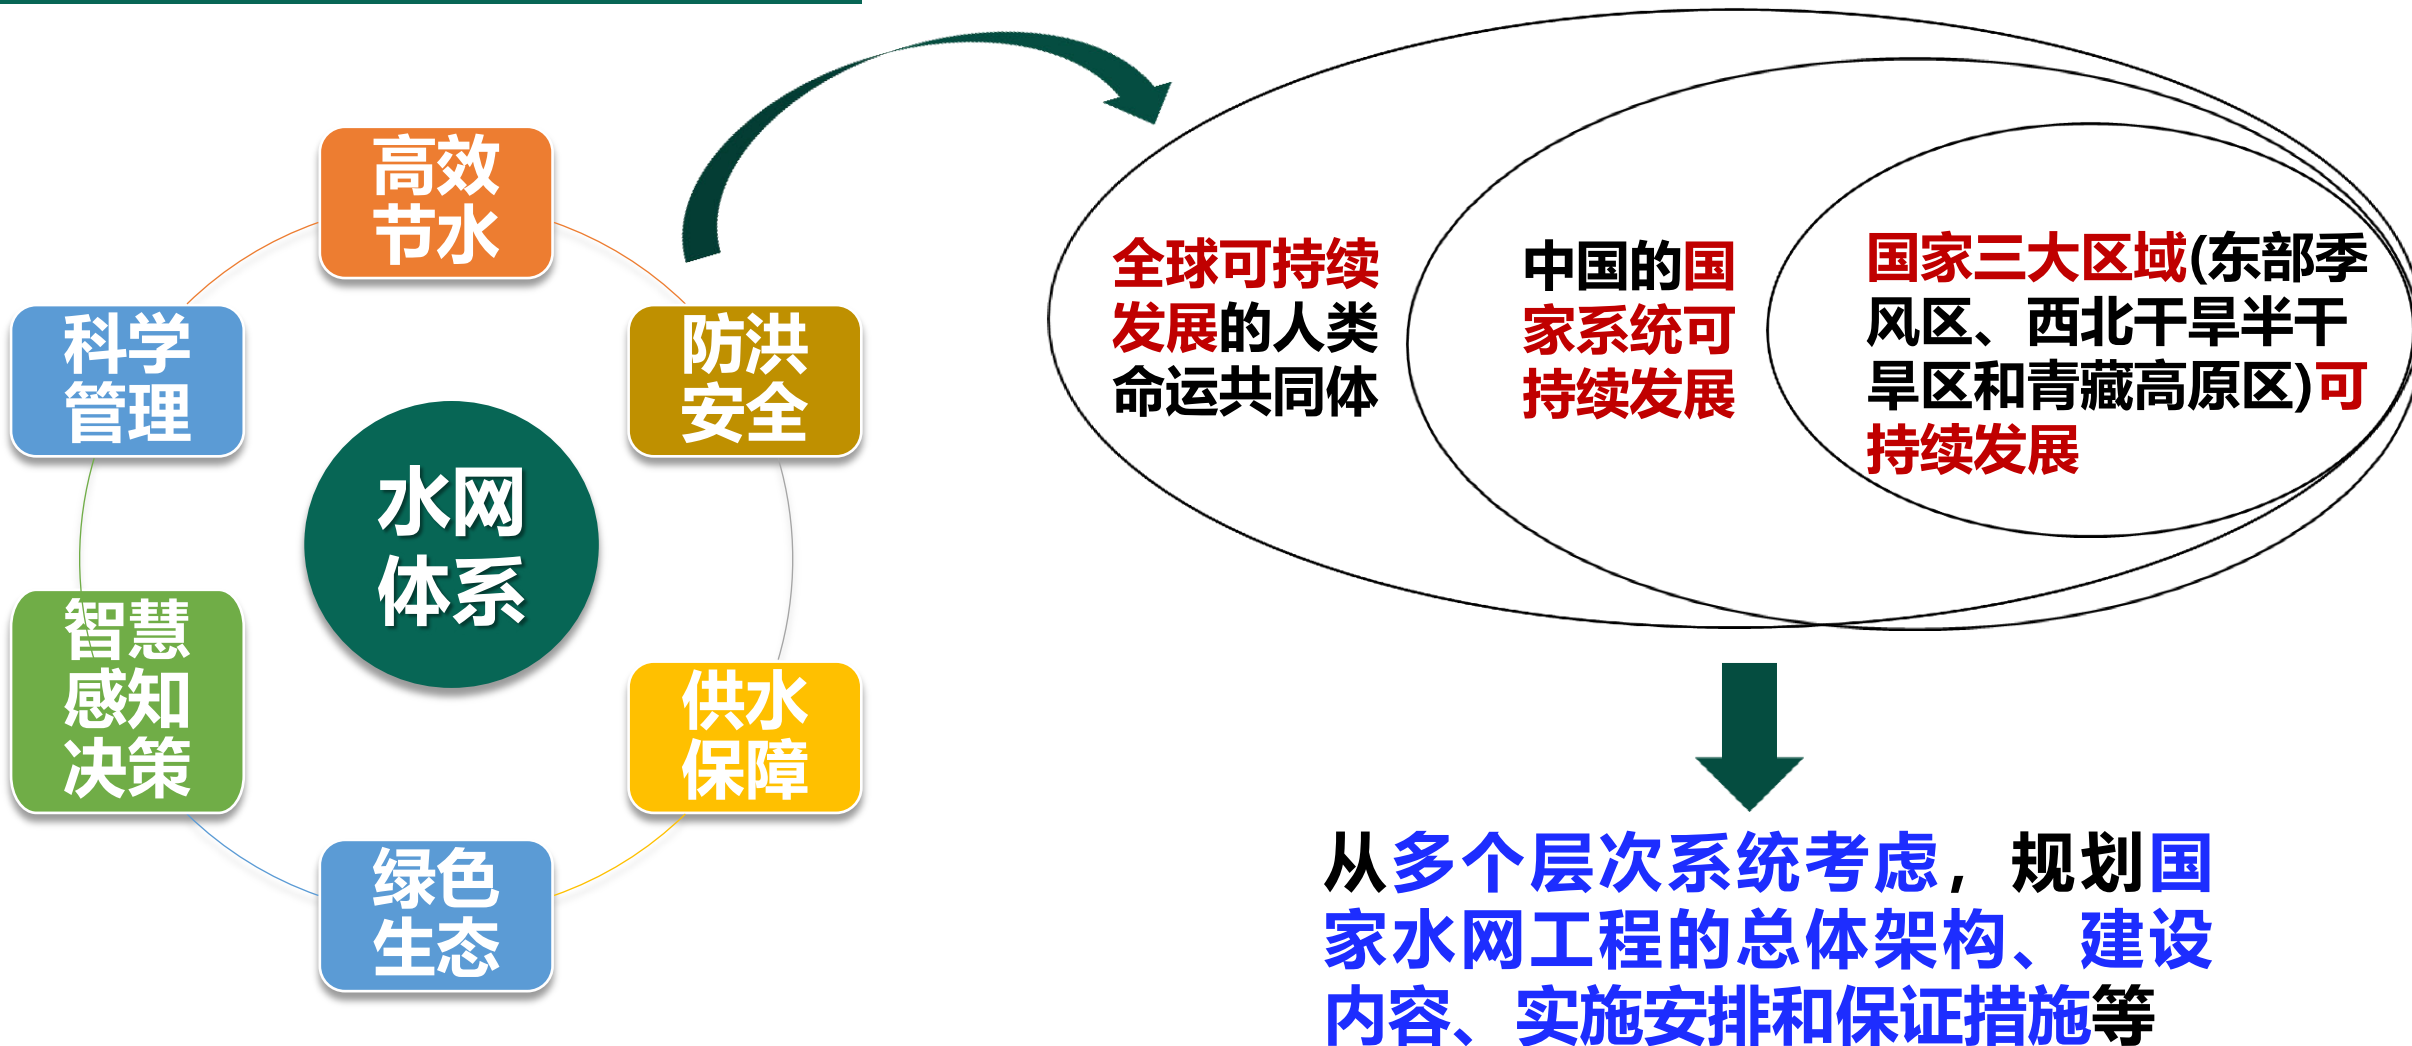 高效
节水
科学
管理
防洪
安全
水网
体系
智慧
感知
决策
供水
保障
绿色
生态
全球可持续
发展的人类
命运共同体
中国的国
家系统可
持续发展
国家三大区域(东部季
风区、西北干旱半干
旱区和青藏高原区)可
持续发展
从多个层次系统考虑，规划国
家水网工程的总体架构、建设
内容、实施安排和保证措施等